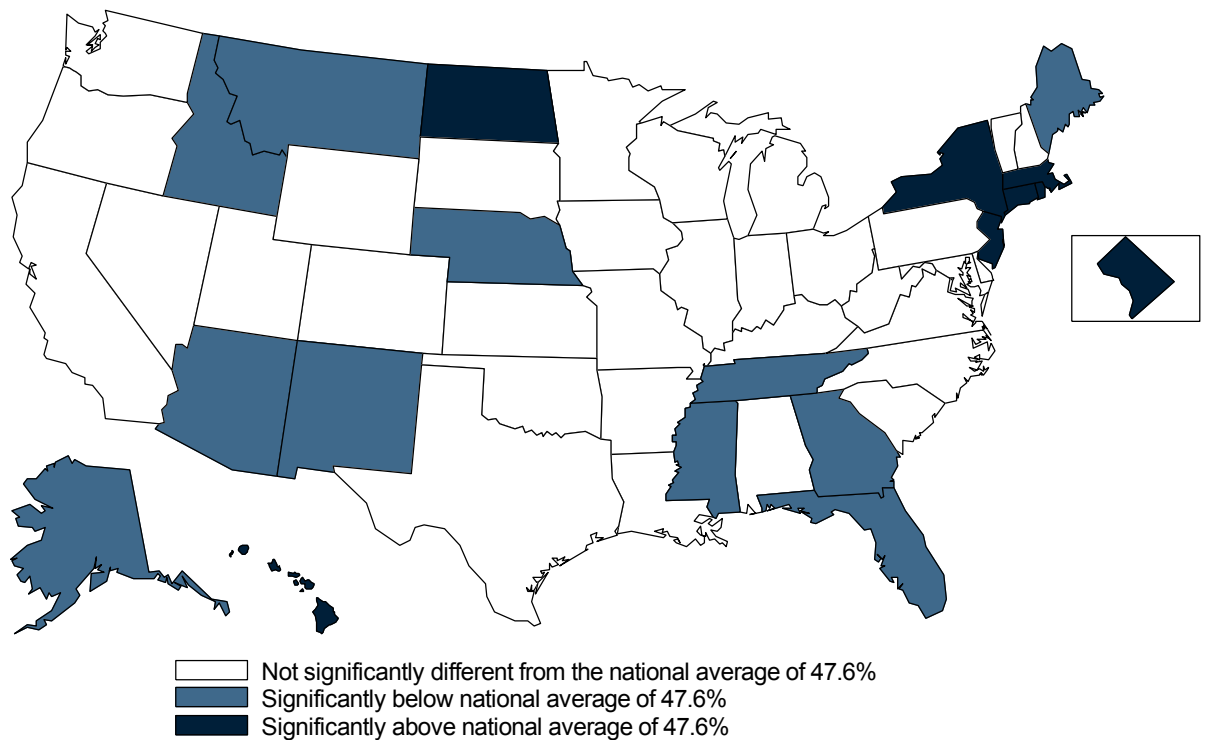 Not significantly different from the national average of 47.6%
Significantly below national average of 47.6%
Significantly above national average of 47.6%